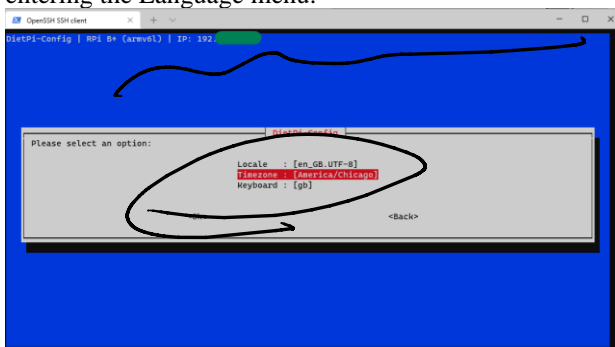 entering the Language menu.
OpenSSH SSH client
DietPi-Config | RPi B+ (armv6l) | IP: 192.
DietPi-Config
Please select an option:
Locale : [en_GB.UTF-8]
Timezone : [America/Chicago]
Keyboard : [gb]
<Back>